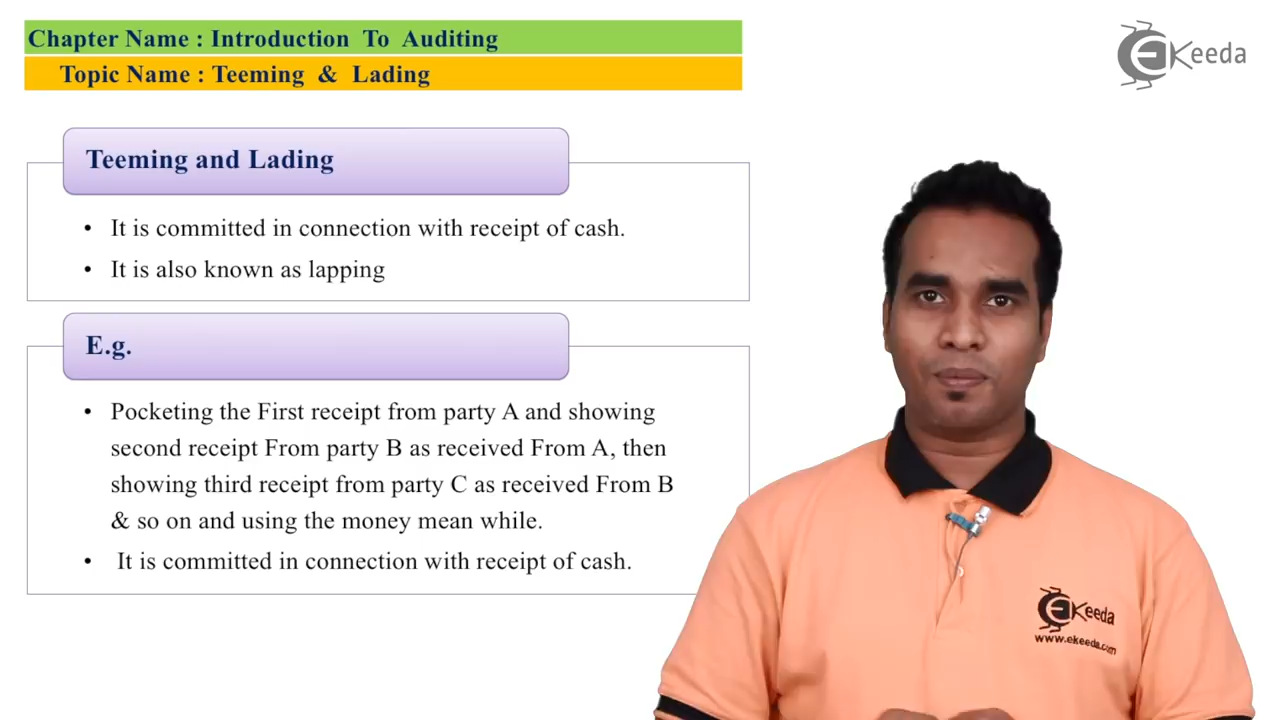 Chapter Name : Introduction To Auditing
Topic Name : Teeming & Lading
EKeeda
Teeming and Lading
• It is committed in connection with receipt of cash.
• It is also known as lapping
E.g.
• Pocketing the First receipt from party A and showing
second receipt From party B as received From A, then
showing third receipt from party C as received From B
& so on and using the money mean while.
• It is committed in connection with receipt of cash.
EKeeda
www.ekeeda.com